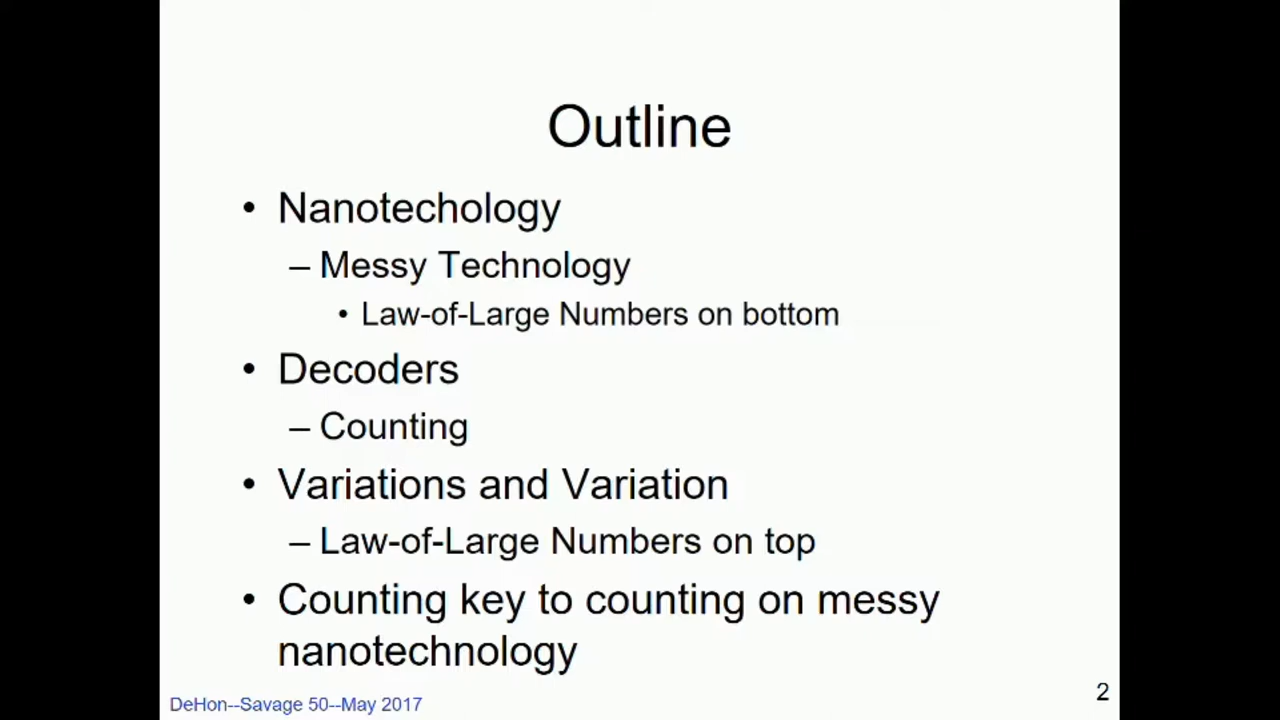 Outline
• Nanotechology
– Messy Technology
• Law-of-Large Numbers on bottom
• Decoders
– Counting
• Variations and Variation
– Law-of-Large Numbers on top
• Counting key to counting on messy
nanotechnology
DeHon--Savage 50--May 2017
2